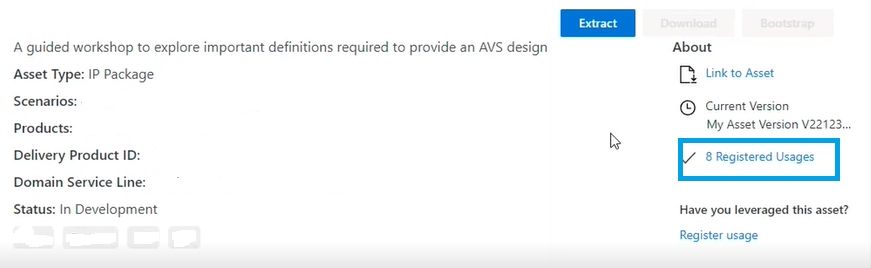 Extract
Download
Bootstrap
A guided workshop to explore important definitions required to provide an AVS design
Asset Type: IP Package
Scenarios:
Products:
Delivery Product ID:
Domain Service Line:
Status: In Development
About
Link to Asset
Current Version
My Asset Version V22123...
8 Registered Usages
Have you leveraged this asset?
Register usage